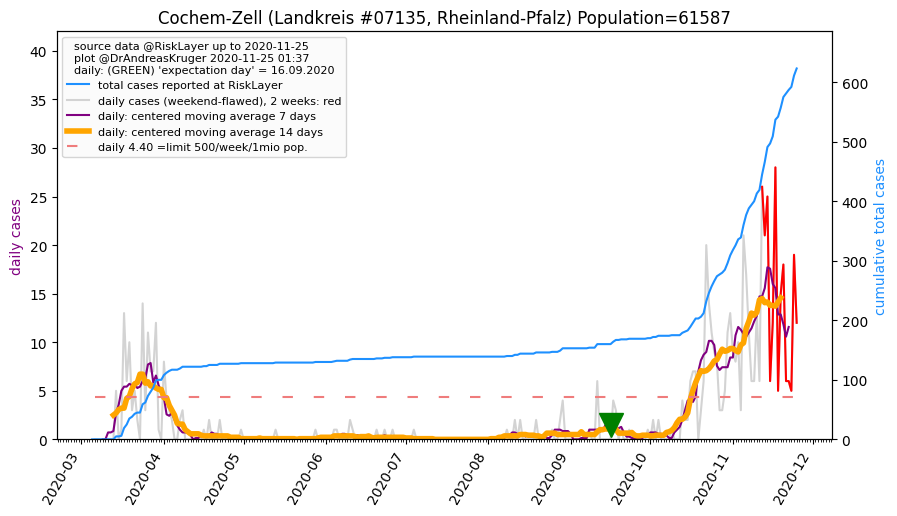 Cochem-Zell (Landkreis #07135, Rheinland-Pfalz) Population=61587
source data @RiskLayer up to 2020-11-25
plot @DrAndreasKruger 2020-11-25 01:37
daily: (GREEN) 'expectation day' = 16.09.2020
total cases reported at RiskLayer
daily cases (weekend-flawed), 2 weeks: red
daily: centered moving average 7 days
daily: centered moving average 14 days
daily 4.40 =limit 500/week/1mio pop.
daily cases
40
35
30
25
20
15
10
5
0
cumulative total cases
600
500
400
300
200
100
0
2020-03
2020-04
2020-05
2020-06
2020-07
2020-08
2020-09
2020-10
2020-11
2020-12